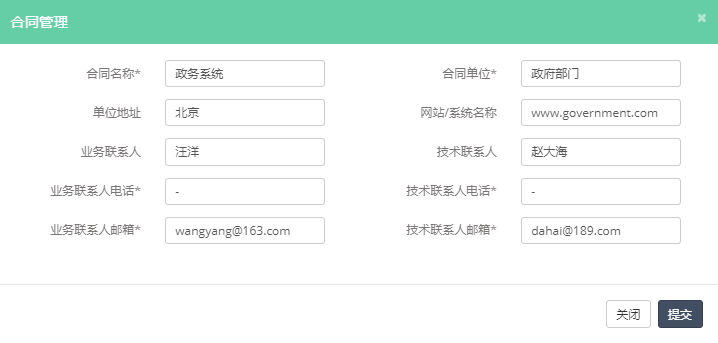 合同管理 ×
合同名称* 政务系统 合同单位* 政府部门
单位地址 北京 网站/系统名称 www.government.com
业务联系人 汪洋 技术联系人 赵大海
业务联系人电话* - 技术联系人电话* -
业务联系人邮箱* wangyang@163.com 技术联系人邮箱* dahai@189.com
关闭 提交